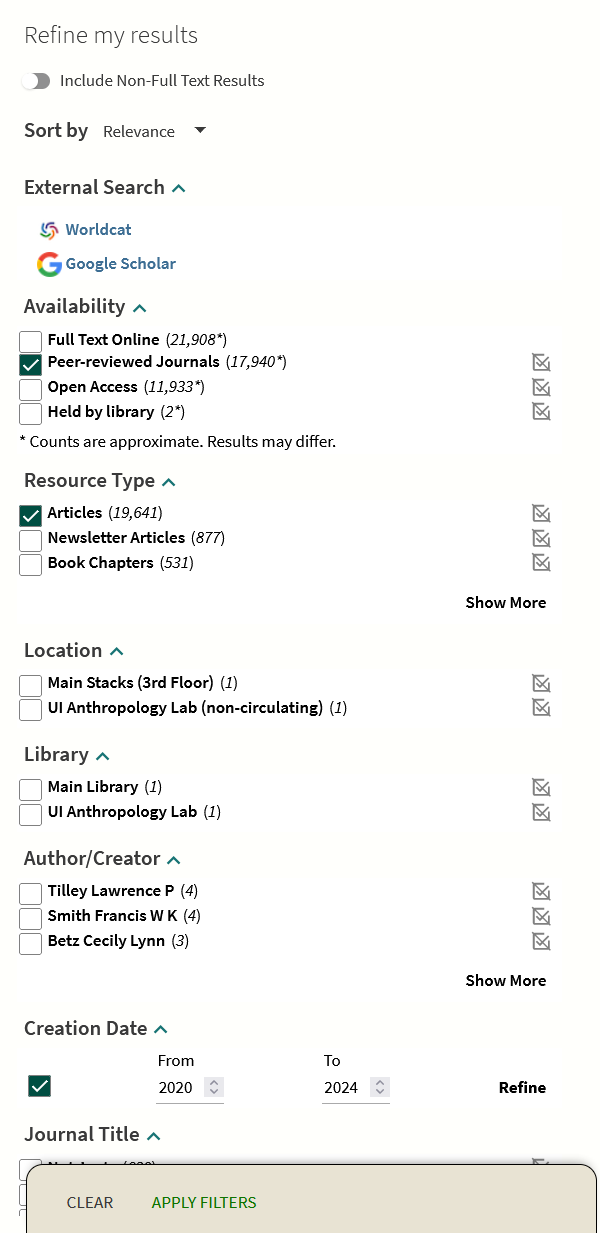 Refine my results
Include Non-Full Text Results
Sort by Relevance
External Search
Worldcat
Google Scholar
Availability
Full Text Online (21,908*)
Peer-reviewed Journals (17,940*)
Open Access (11,933*)
Held by library (2*)
* Counts are approximate. Results may differ.
Resource Type
Articles (19,641)
Newsletter Articles (877)
Book Chapters (531)
Show More
Location
Main Stacks (3rd Floor) (1)
UI Anthropology Lab (non-circulating) (1)
Library
Main Library (1)
UI Anthropology Lab (1)
Author/Creator
Tilley Lawrence P (4)
Smith Francis W K (4)
Betz Cecily Lynn (3)
Show More
Creation Date
From To
2020 2024 Refine
Journal Title
CLEAR APPLY FILTERS